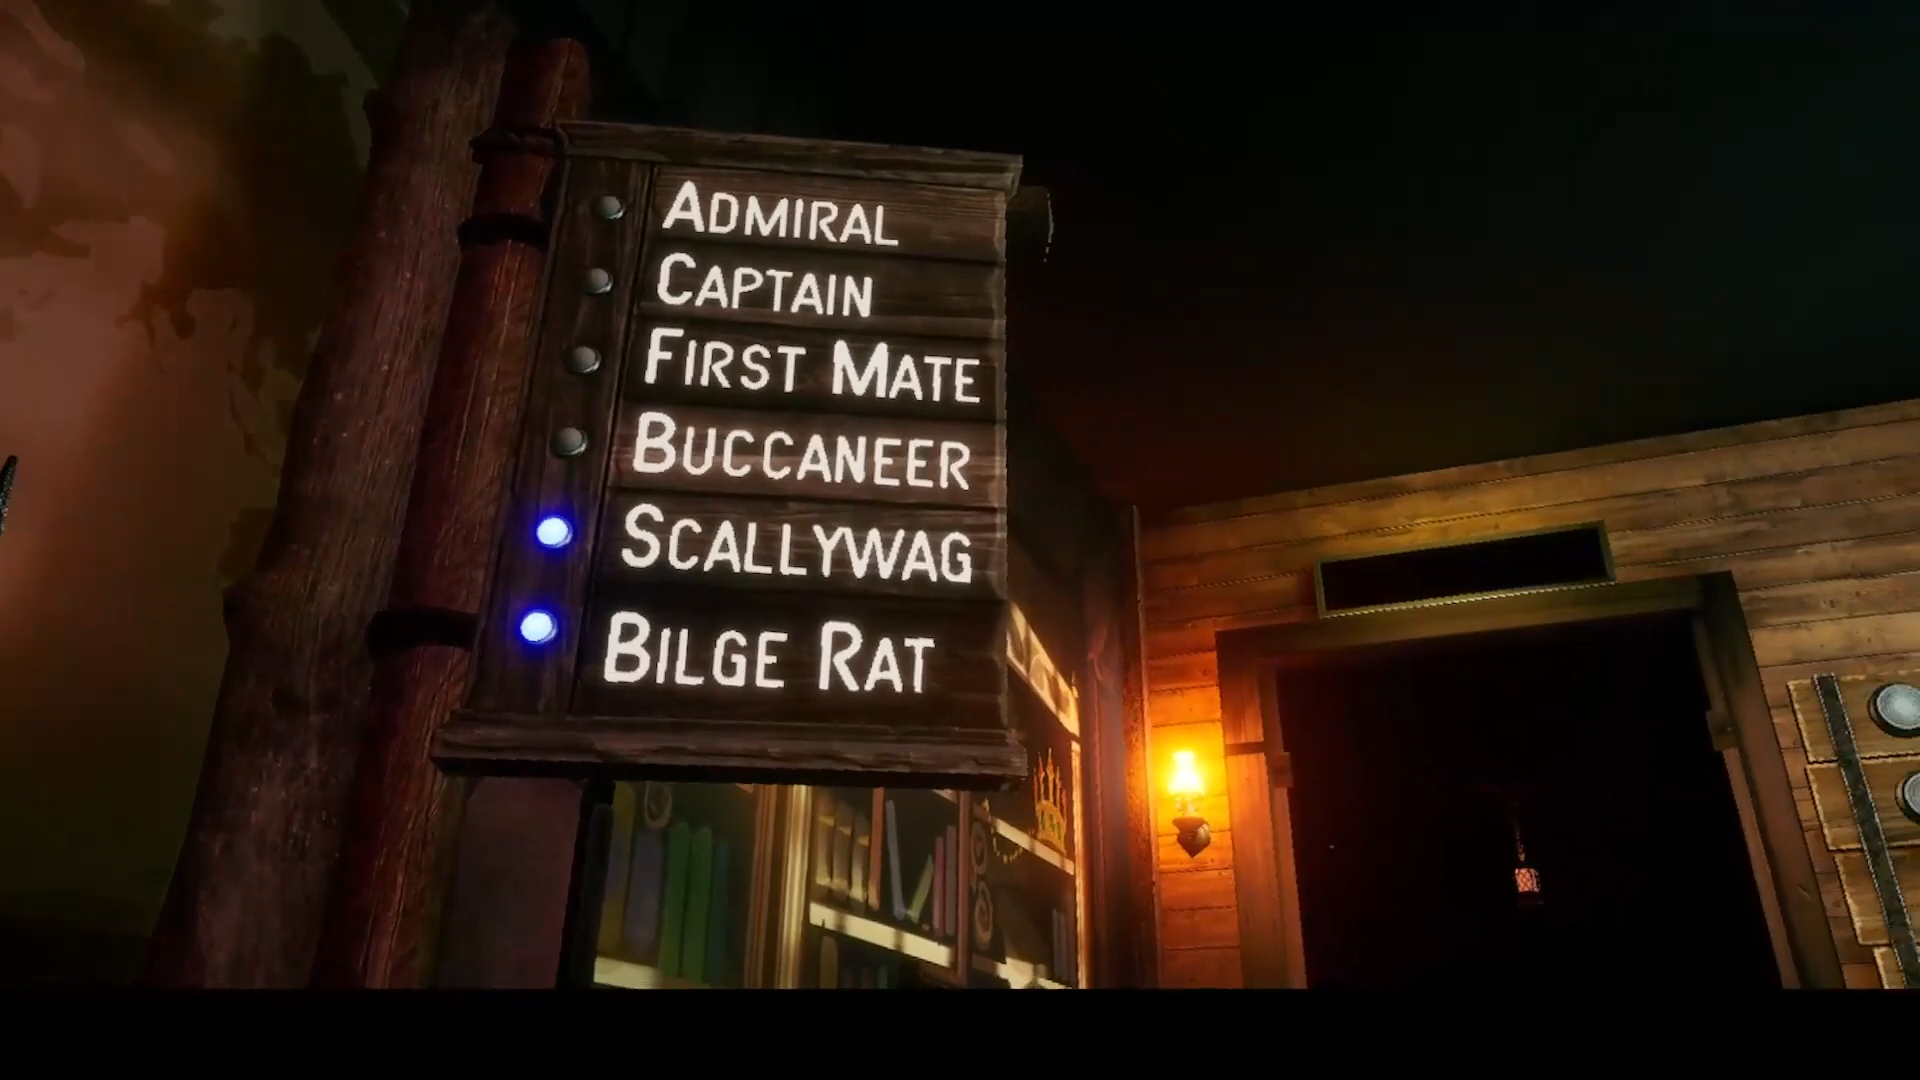 ADMIRAL
CAPTAIN
FIRST MATE
BUCCANEER
SCALLYWAG
BILGE RAT